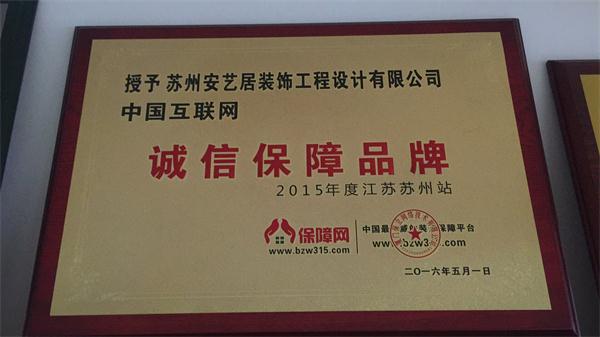 授予 苏州安艺居装饰工程设计有限公司
中国互联网
诚信保障品牌
2015年度江苏苏州站
保障网
www.bzw315.com
中国最 保障平台
www.bzw3 .com
二〇一六年五月一日